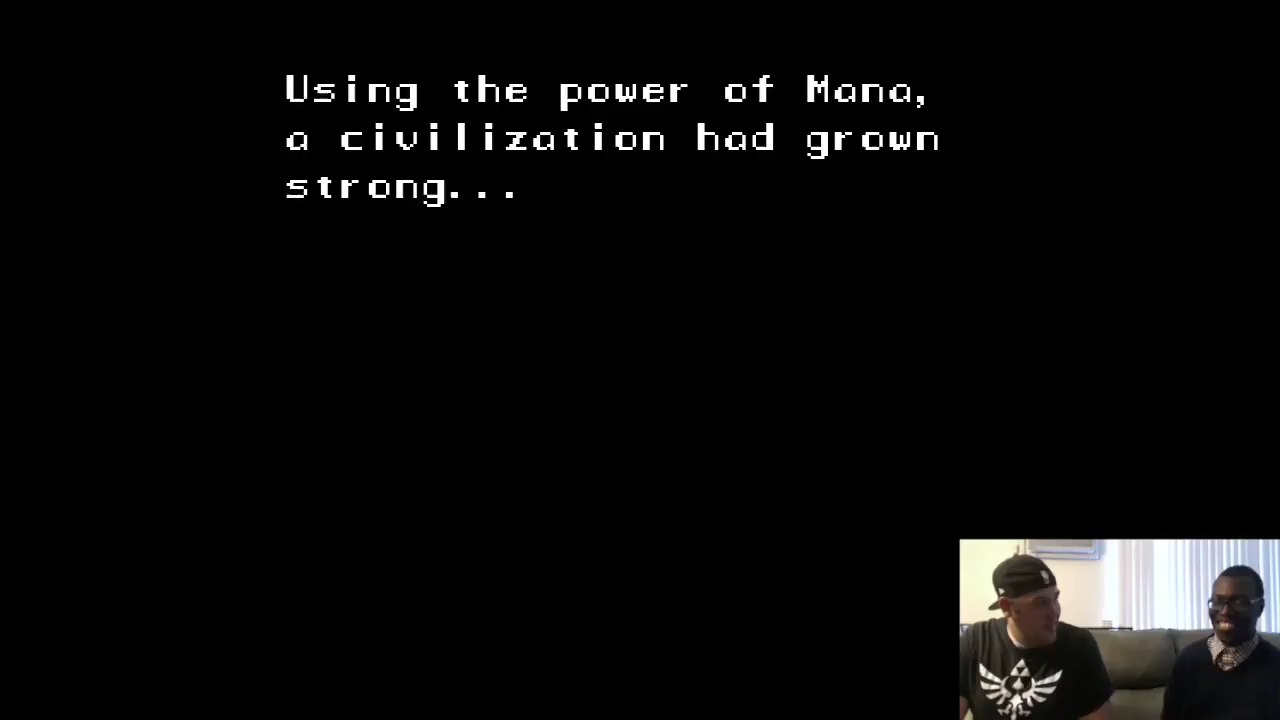 Using the power of Mana,
a civilization had grown
strong...